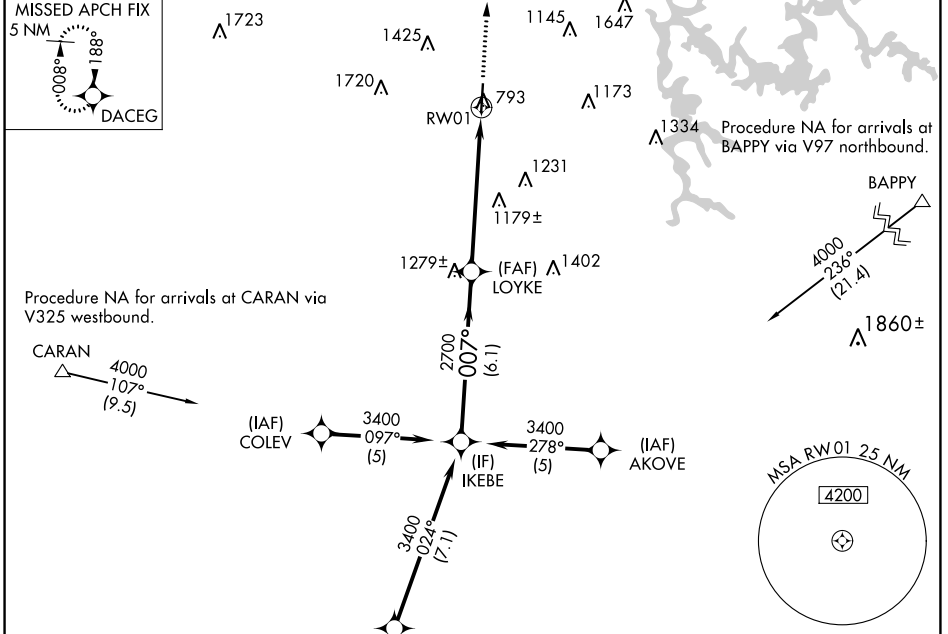 MISSED APCH FIX
5 NM
008°
188°
DACEG
1723
1425
1145
1647
1720
793
RW01
1173
1334
Procedure NA for arrivals at
BAPPY via V97 northbound.
1231
1179±
BAPPY
4000
236°
(21.4)
1279±
(FAF)
LOYKE
1402
1860±
Procedure NA for arrivals at CARAN via
V325 westbound.
CARAN
4000
107°
(9.5)
2700
007°
(6.1)
(IAF)
COLEV
3400
097°
(5)
(IF)
IKEBE
3400
278°
(5)
(IAF)
AKOVE
3400
024°
(7.1)
MSA RW01 25 NM
4200